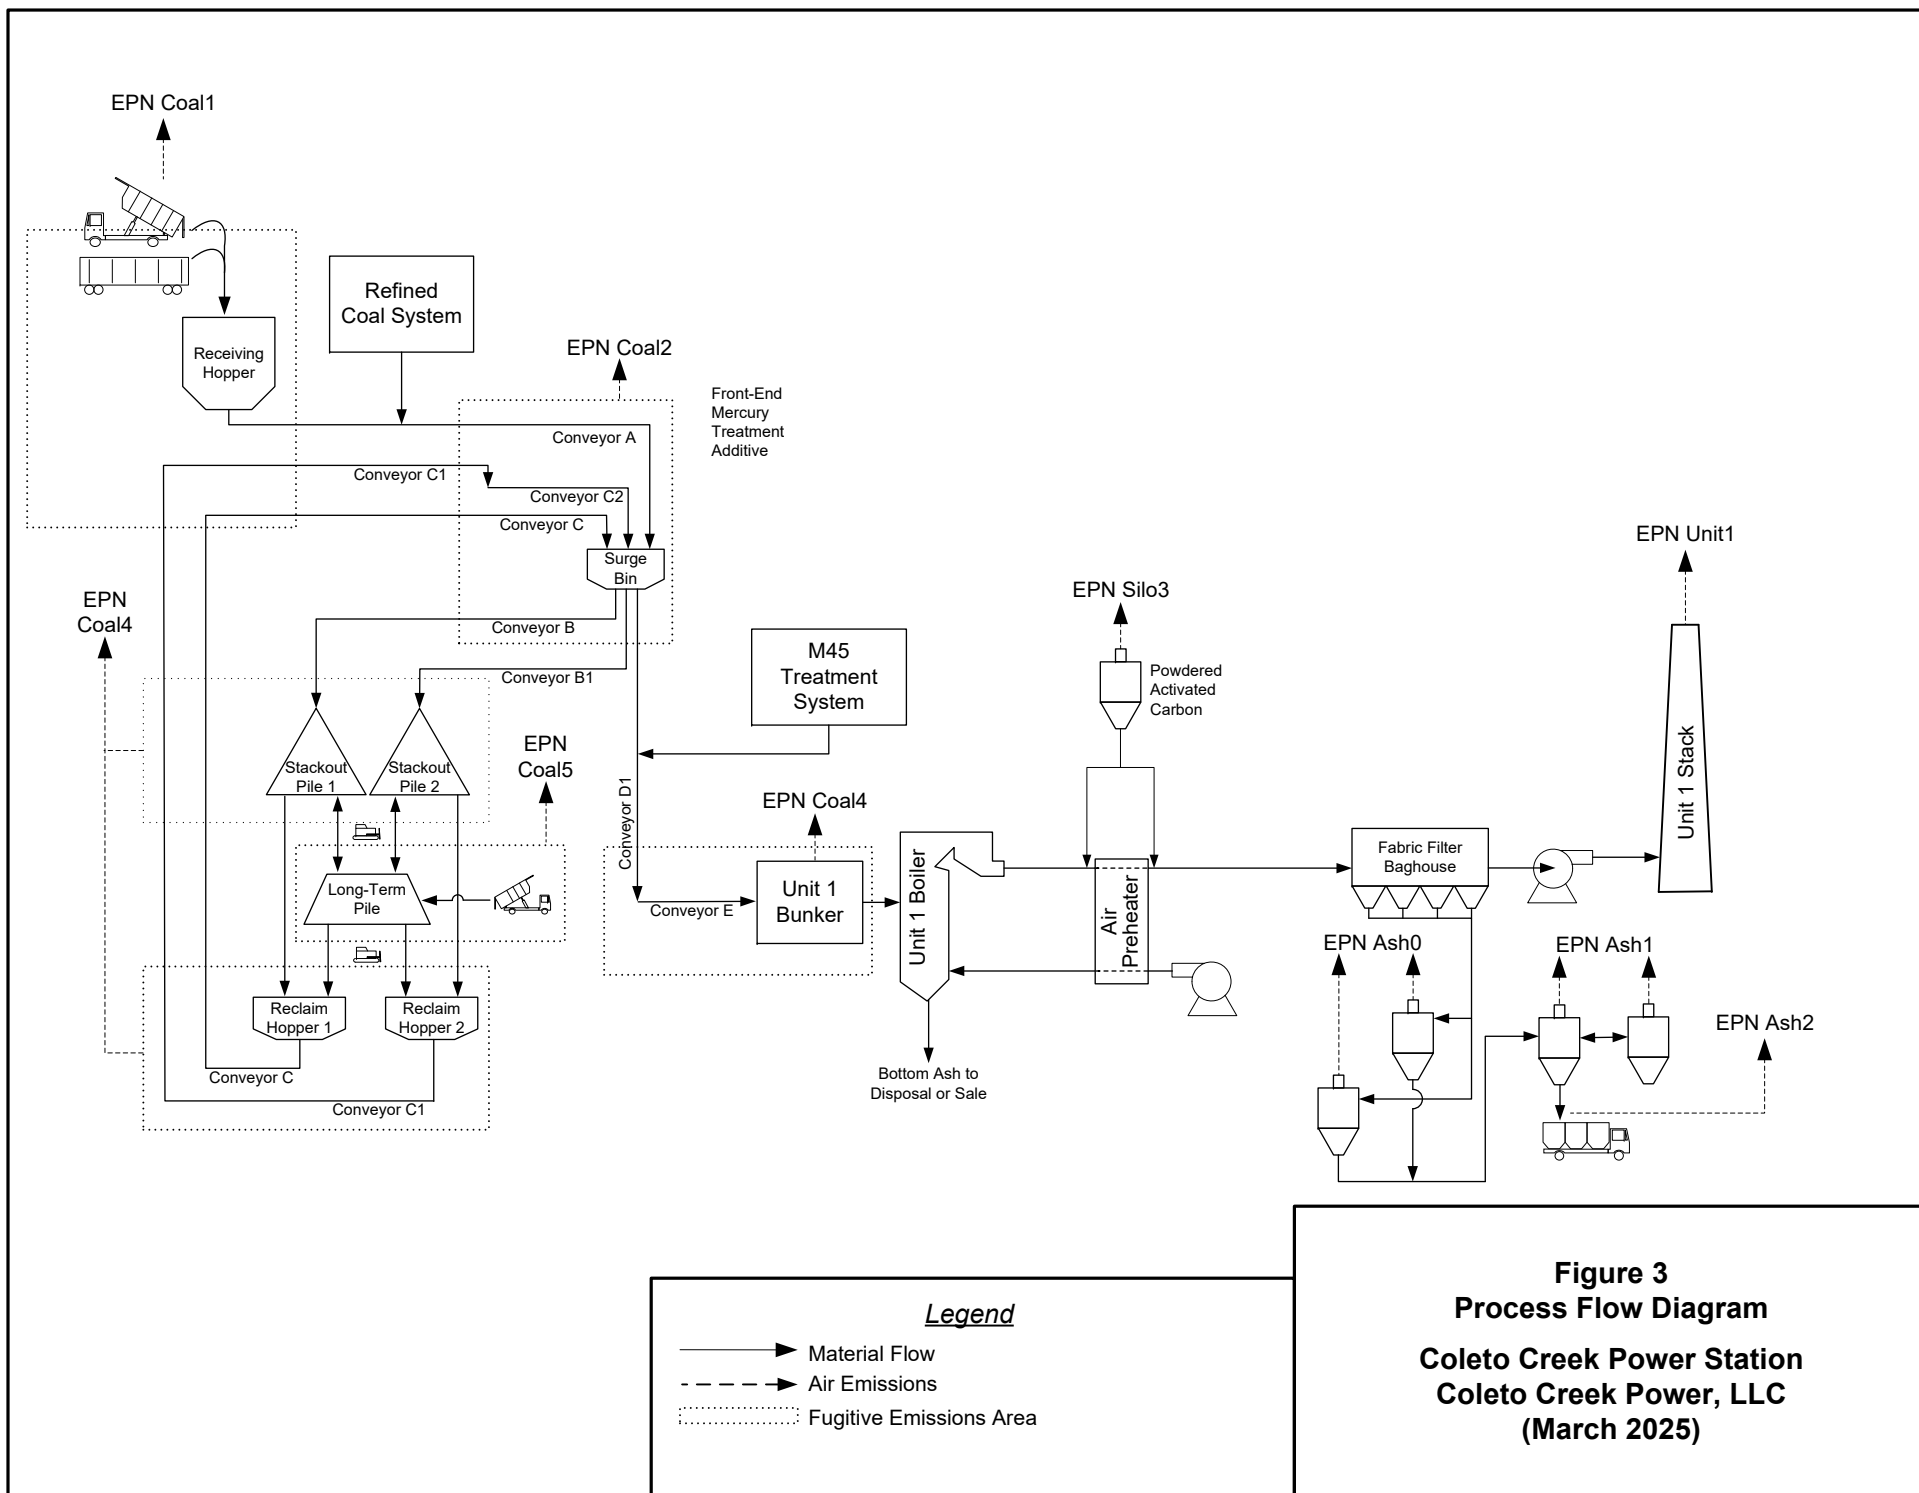 EPN Coal1
Receiving
Hopper
Refined
Coal System
EPN Coal2
Front-End
Mercury
Treatment
Additive
Conveyor A
Conveyor C1
Conveyor C2
Conveyor C
Surge
Bin
EPN
Coal4
Conveyor B
Conveyor B1
M45
Treatment
System
Stackout
Pile 1
Stackout
Pile 2
EPN
Coal5
Long-Term
Pile
Reclaim
Hopper 1
Reclaim
Hopper 2
Conveyor C
Conveyor C1
Conveyor D1
EPN Coal4
Conveyor E
Unit 1
Bunker
Unit 1 Boiler
Bottom Ash to
Disposal or Sale
EPN Silo3
Powdered
Activated
Carbon
Air
Preheater
Fabric Filter
Baghouse
EPN Unit1
Unit 1 Stack
EPN Ash0
EPN Ash1
EPN Ash2
Legend
Material Flow
Air Emissions
Fugitive Emissions Area
Figure 3
Process Flow Diagram
Coleto Creek Power Station
Coleto Creek Power, LLC
(March 2025)